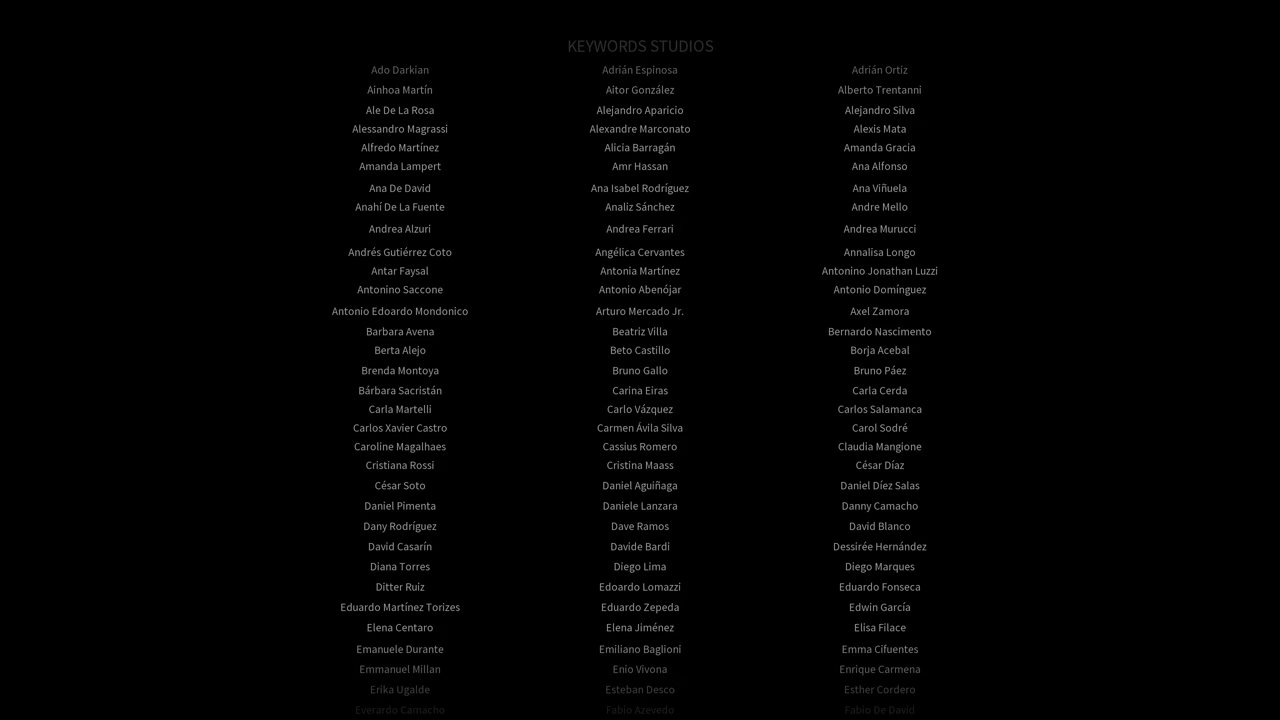 KEYWORDS STUDIOS
Ado Darkian Adrián Espinosa Adrián Ortiz
Ainhoa Martín Aitor González Alberto Trentanni
Ale De La Rosa Alejandro Aparicio Alejandro Silva
Alessandro Magrassi Alexandre Marconato Alexis Mata
Alfredo Martínez Alicia Barragán Amanda Gracia
Amanda Lampert Amr Hassan Ana Alfonso
Ana De David Ana Isabel Rodríguez Ana Viñuela
Anahí De La Fuente Analiz Sánchez Andre Mello
Andrea Alzuri Andrea Ferrari Andrea Murucci
Andrés Gutiérrez Coto Angélica Cervantes Annalisa Longo
Antar Faysal Antonia Martínez Antonino Jonathan Luzzi
Antonino Saccone Antonio Abenójar Antonio Domínguez
Antonio Edoardo Mondonico Arturo Mercado Jr. Axel Zamora
Barbara Avena Beatriz Villa Bernardo Nascimento
Berta Alejo Beto Castillo Borja Acebal
Brenda Montoya Bruno Gallo Bruno Páez
Bárbara Sacristán Carina Eiras Carla Cerda
Carla Martelli Carlo Vázquez Carlos Salamanca
Carlos Xavier Castro Carmen Ávila Silva Carol Sodré
Caroline Magalhaes Cassius Romero Claudia Mangione
Cristiana Rossi Cristina Maass César Díaz
César Soto Daniel Aguiñaga Daniel Díez Salas
Daniel Pimenta Daniele Lanzara Danny Camacho
Dany Rodríguez Dave Ramos David Blanco
David Casarín Davide Bardi Dessirée Hernández
Diana Torres Diego Lima Diego Marques
Ditter Ruiz Edoardo Lomazzi Eduardo Fonseca
Eduardo Martínez Torizes Eduardo Zepeda Edwin García
Elena Centaro Elena Jiménez Elisa Filace
Emanuele Durante Emiliano Baglioni Emma Cifuentes
Emmanuel Millan Enio Vivona Enrique Carmena
Erika Ugalde Esteban Desco Esther Cordero
Everardo Camacho Fabio Azevedo Fabio De David